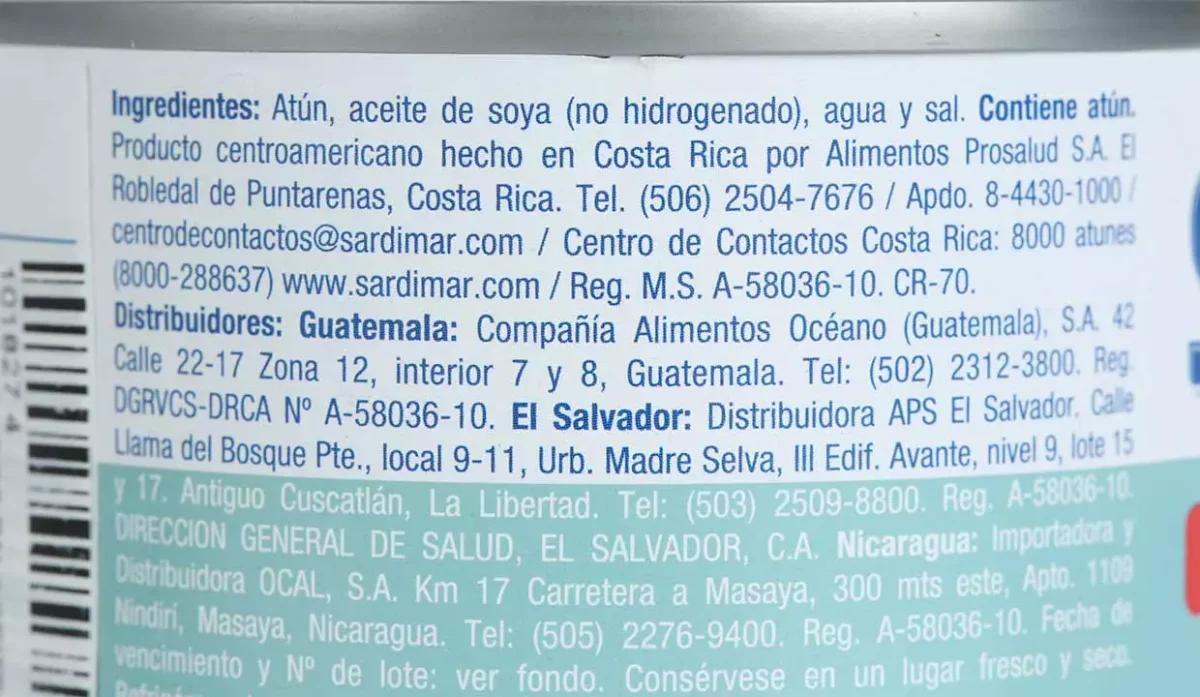 Ingredientes: Atún, aceite de soya (no hidrogenado), agua y sal. Contiene atún.
Producto centroamericano hecho en Costa Rica por Alimentos Prosalud S.A. El
Robledal de Puntarenas, Costa Rica. Tel. (506) 2504-7676 / Apdo. 8-4430-1000 /
centrodecontactos@sardimar.com / Centro de Contactos Costa Rica: 8000 atunes
(8000-288637) www.sardimar.com / Reg. M.S. A-58036-10. CR-70.
Distribuidores: Guatemala: Compañía Alimentos Océano (Guatemala), S.A. 42
Calle 22-17 Zona 12, interior 7 y 8, Guatemala. Tel: (502) 2312-3800. Reg.
DGRVCS-DRCA Nº A-58036-10. El Salvador: Distribuidora APS El Salvador. Calle
Llama del Bosque Pte., local 9-11, Urb. Madre Selva, III Edif. Avante, nivel 9, lote 15
y 17. Antiguo Cuscatlán, La Libertad. Tel: (503) 2509-8800. Reg. A-58036-10.
DIRECCION GENERAL DE SALUD, EL SALVADOR, C.A. Nicaragua: Importadora y
Distribuidora OCAL, S.A. Km 17 Carretera a Masaya, 300 mts este, Apto. 1109
Nindirí, Masaya, Nicaragua. Tel: (505) 2276-9400. Reg. A-58036-10. Fecha de
vencimiento y Nº de lote: ver fondo. Consérvese en un lugar fresco y seco.
101827 4